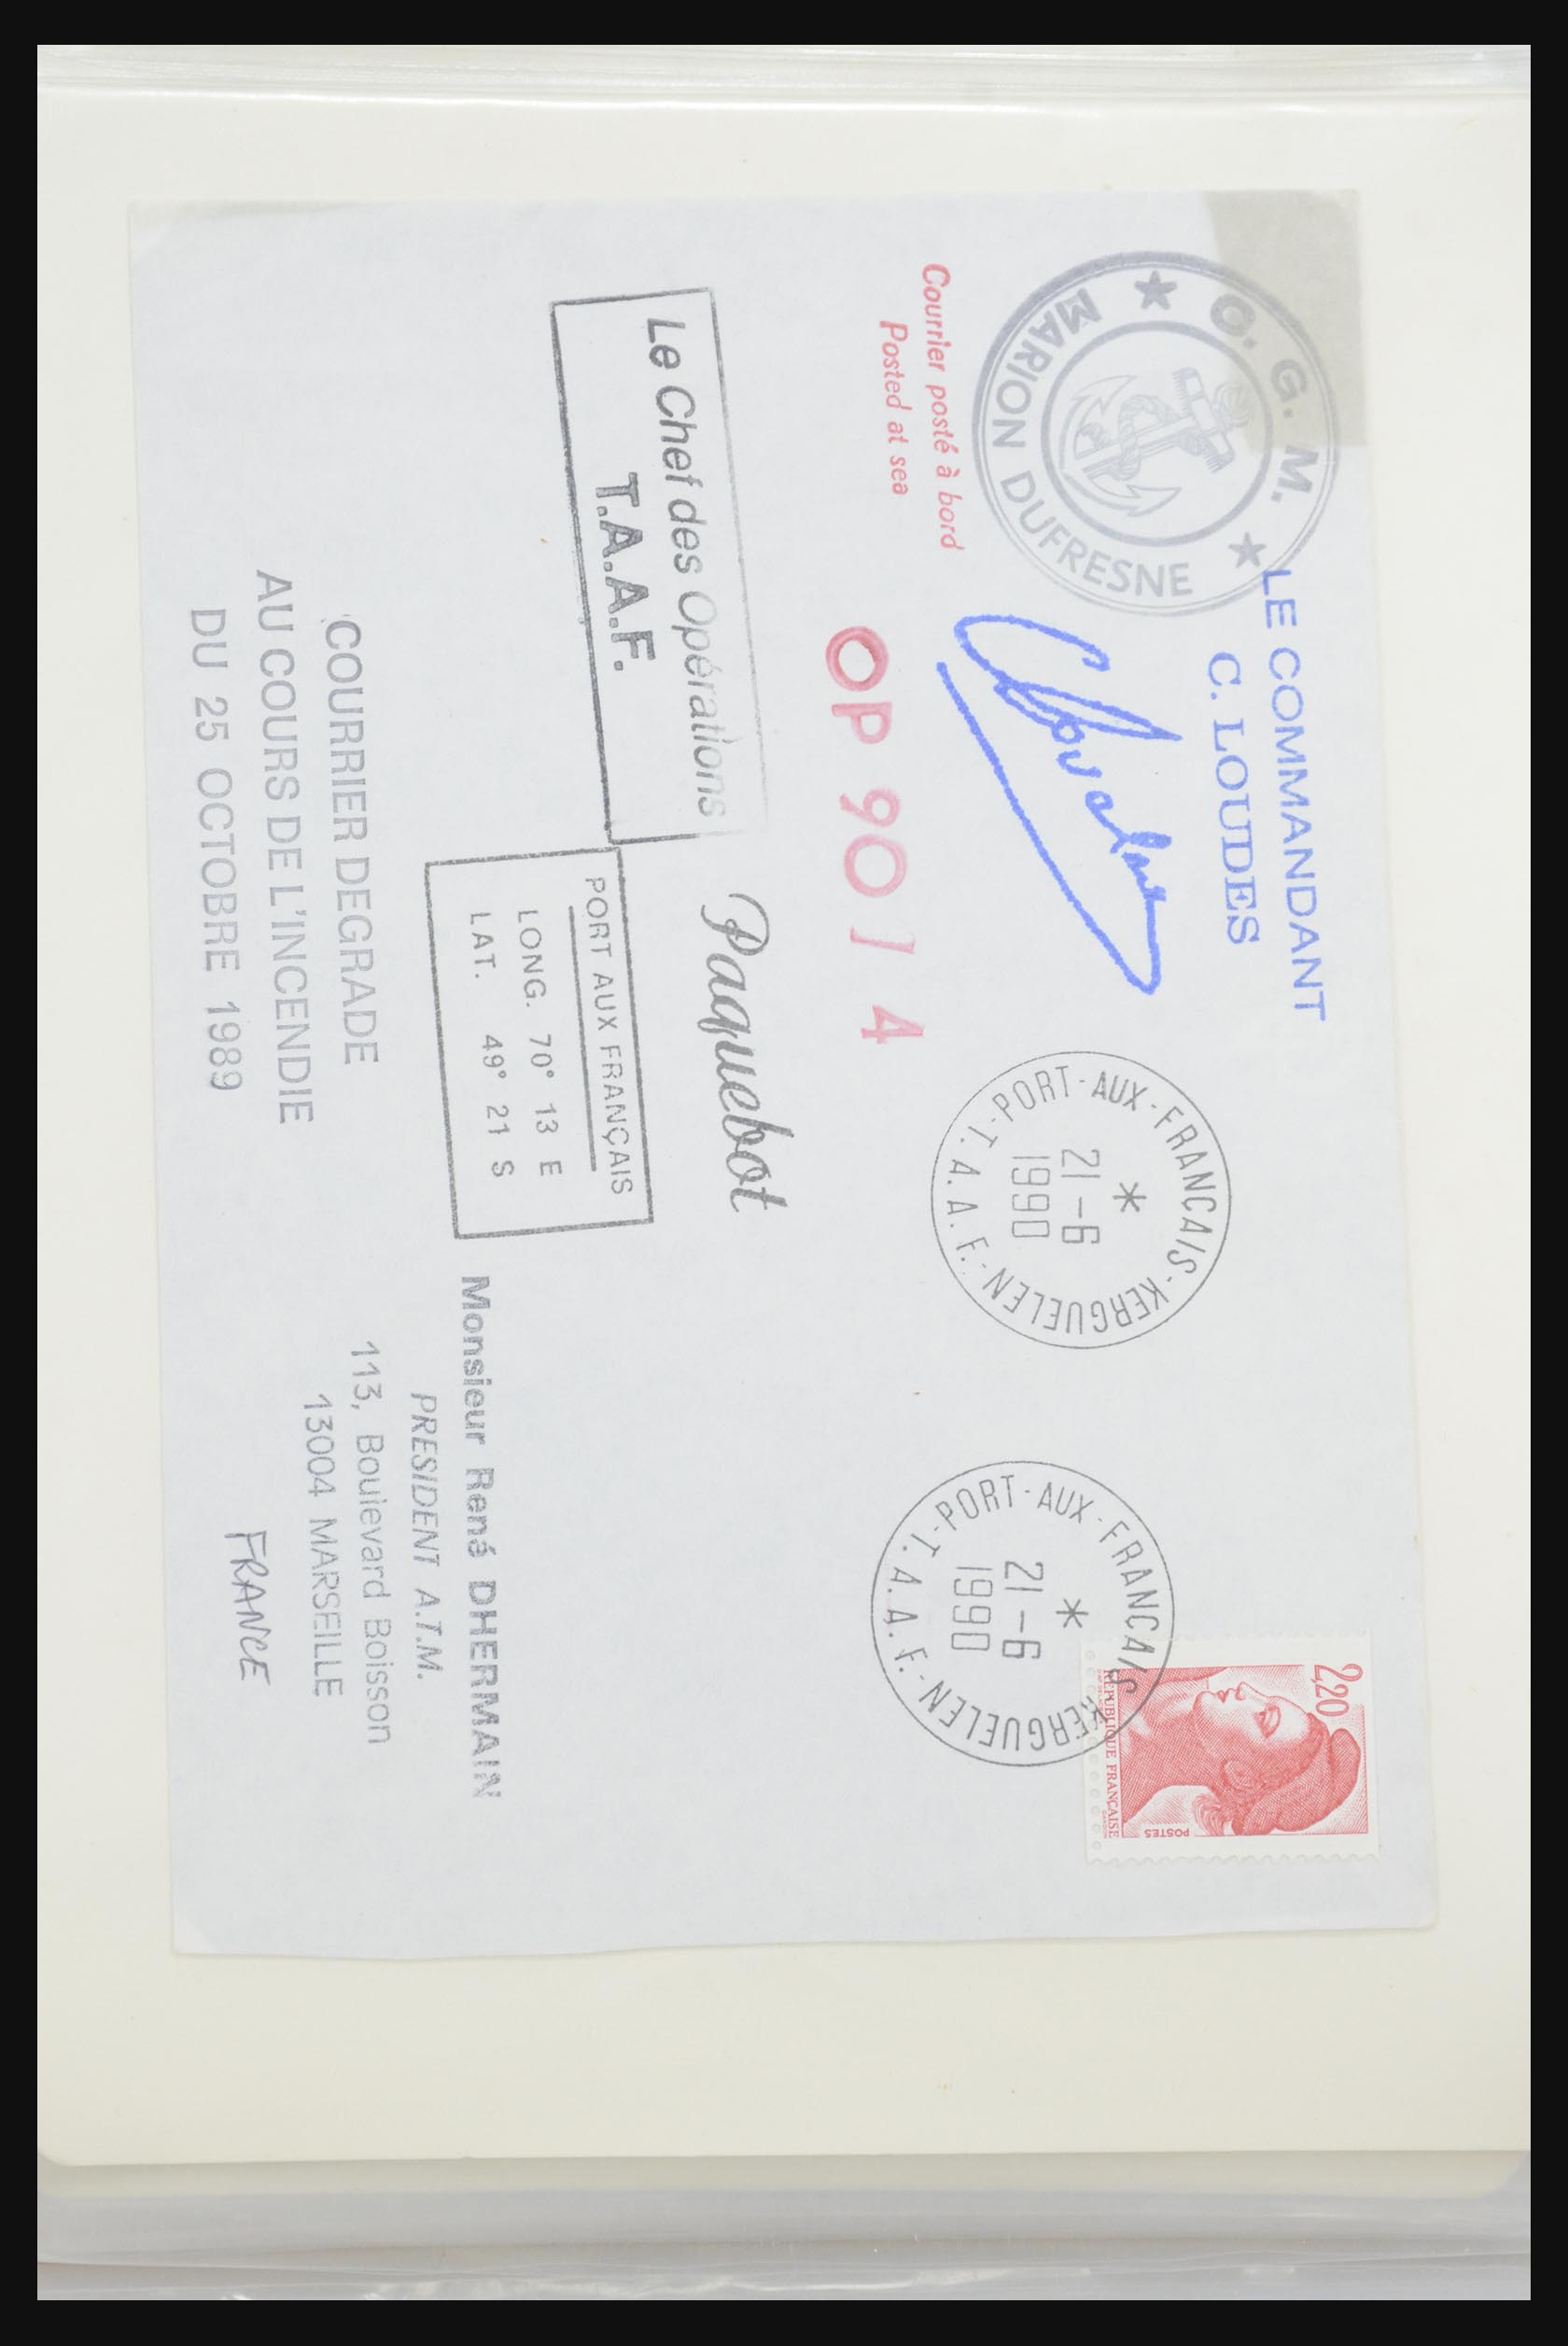 O. G. M.
MARION DUFRESNE
LE COMMANDANT
C. LOUDES
Courrier posté à bord
Posted at sea
OP 90 / 4
PORT-AUX-FRANÇAIS-KERGUELEN
*
21-6
1990
T.A.A.F.
PORT-AUX-FRANÇAIS KERGUELEN
*
21-6
1990
T.A.A.F.
2,20
RÉPUBLIQUE FRANÇAISE
POSTES
Le Chef des Opérations
T.A.A.F.
Paquebot
PORT AUX FRANÇAIS
LONG. 70° 13 E
LAT. 49° 21 S
Monsieur René DHERMAIN
PRESIDENT A.T.M.
113, Boulevard Boisson
13004 MARSEILLE
FRANCE
COURRIER DEGRADE
AU COURS DE L'INCENDIE
DU 25 OCTOBRE 1989